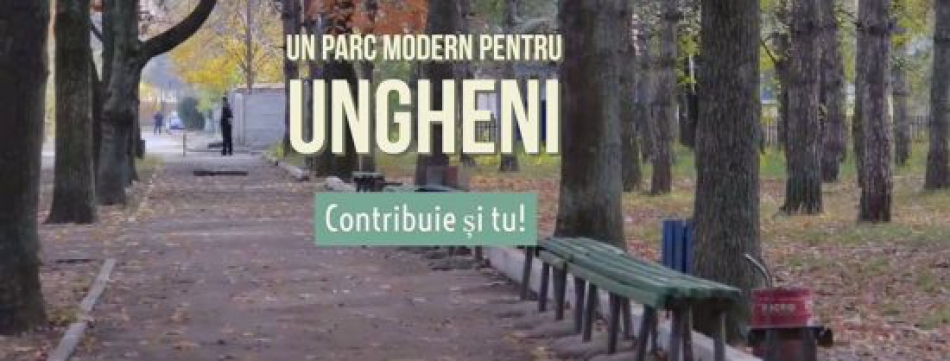 UN PARC MODERN PENTRU
UNGHENI
Contribuie și tu!